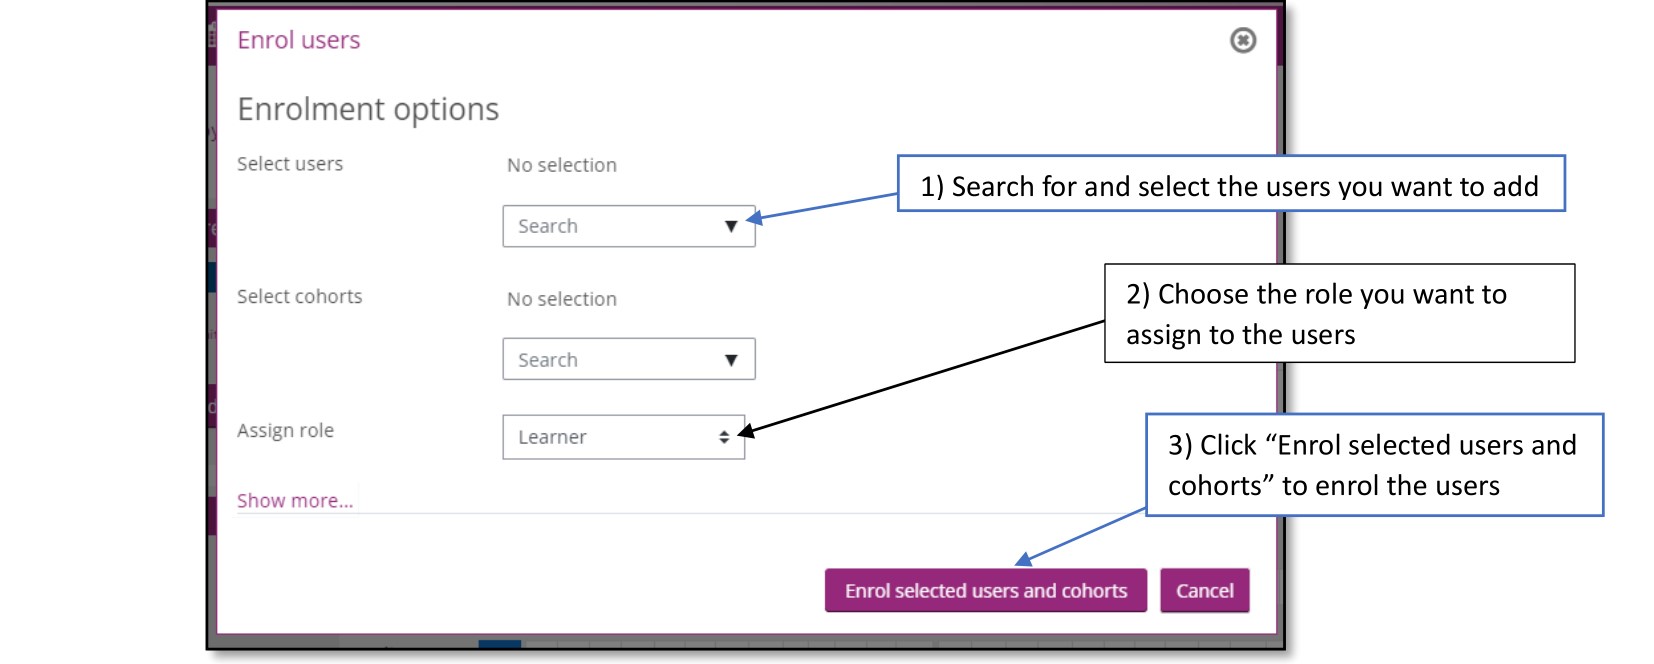 Enrol users
Enrolment options
Select users
No selection
1) Search for and select the users you want to add
Search
2) Choose the role you want to
assign to the users
Select cohorts
No selection
Search
Assign role
Learner
3) Click “Enrol selected users and
cohorts” to enrol the users
Show more...
Enrol selected users and cohorts
Cancel